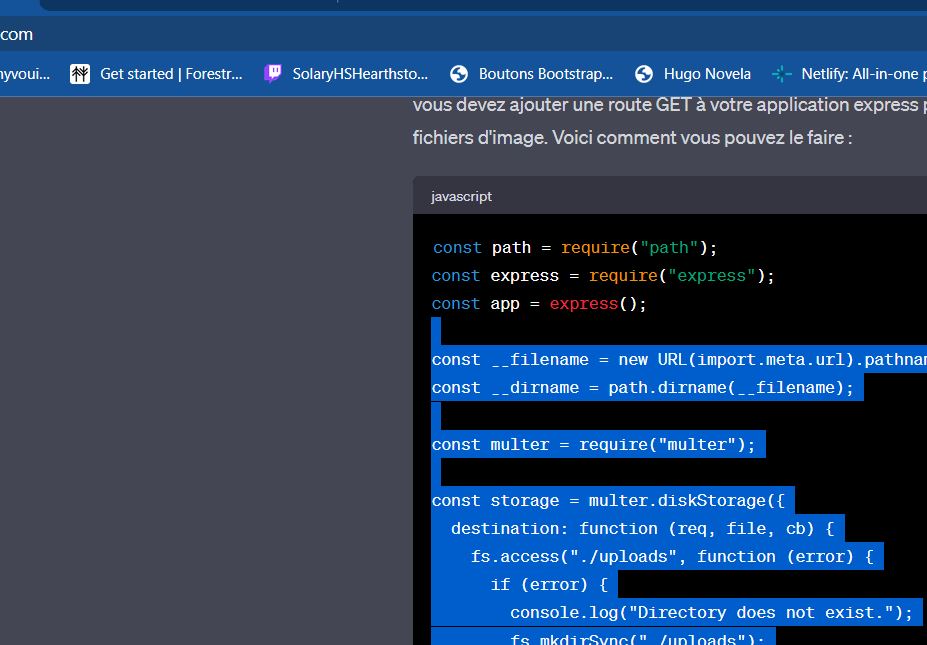 com
Get started | Forestr...
SolaryHSHearthsto...
Boutons Bootstrap...
Hugo Novela
Netlify: All-in-one
vous devez ajouter une route GET à votre application express
fichiers d'image. Voici comment vous pouvez le faire :
javascript
const path = require("path");
const express = require("express");
const app = express();
const __filename = new URL(import.meta.url).pathnam
const __dirname = path.dirname(__filename);
const multer = require("multer");
const storage = multer.diskStorage({
destination: function (req, file, cb) {
fs.access("./uploads", function (error) {
if (error) {
console.log("Directory does not exist.");
fs.mkdirSync("./uploads");